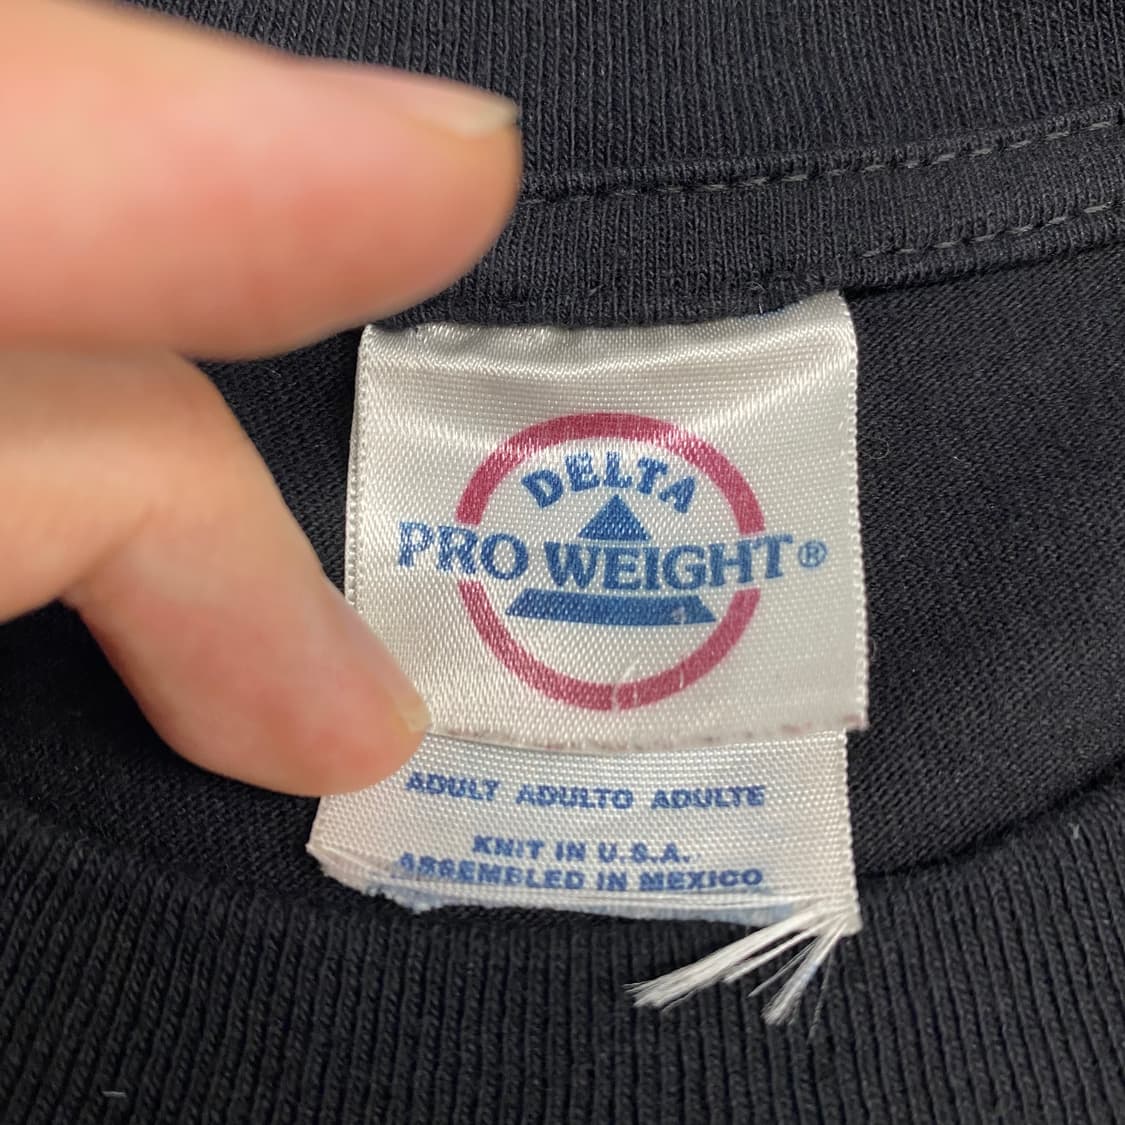 DELTA
PRO WEIGHT®
ADULT ADULTO ADULTE
KNIT IN U.S.A.
ASSEMBLED IN MEXICO